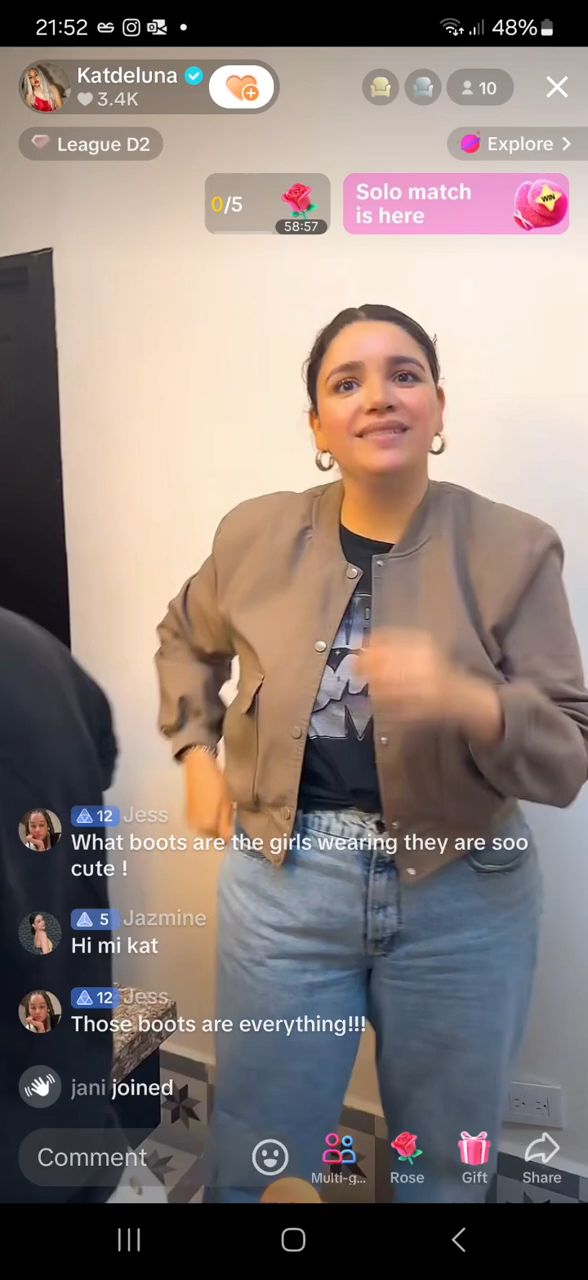 21:52
48%
Katdeluna
3.4K
10
League D2
Explore >
0/5
58:57
Solo match
is here
WIN
12 Jess
What boots are the girls wearing they are soo
cute !
5 Jazmine
Hi mi kat
12 Jess
Those boots are everything!!!
jani joined
Comment
Multi-g...
Rose
Gift
Share